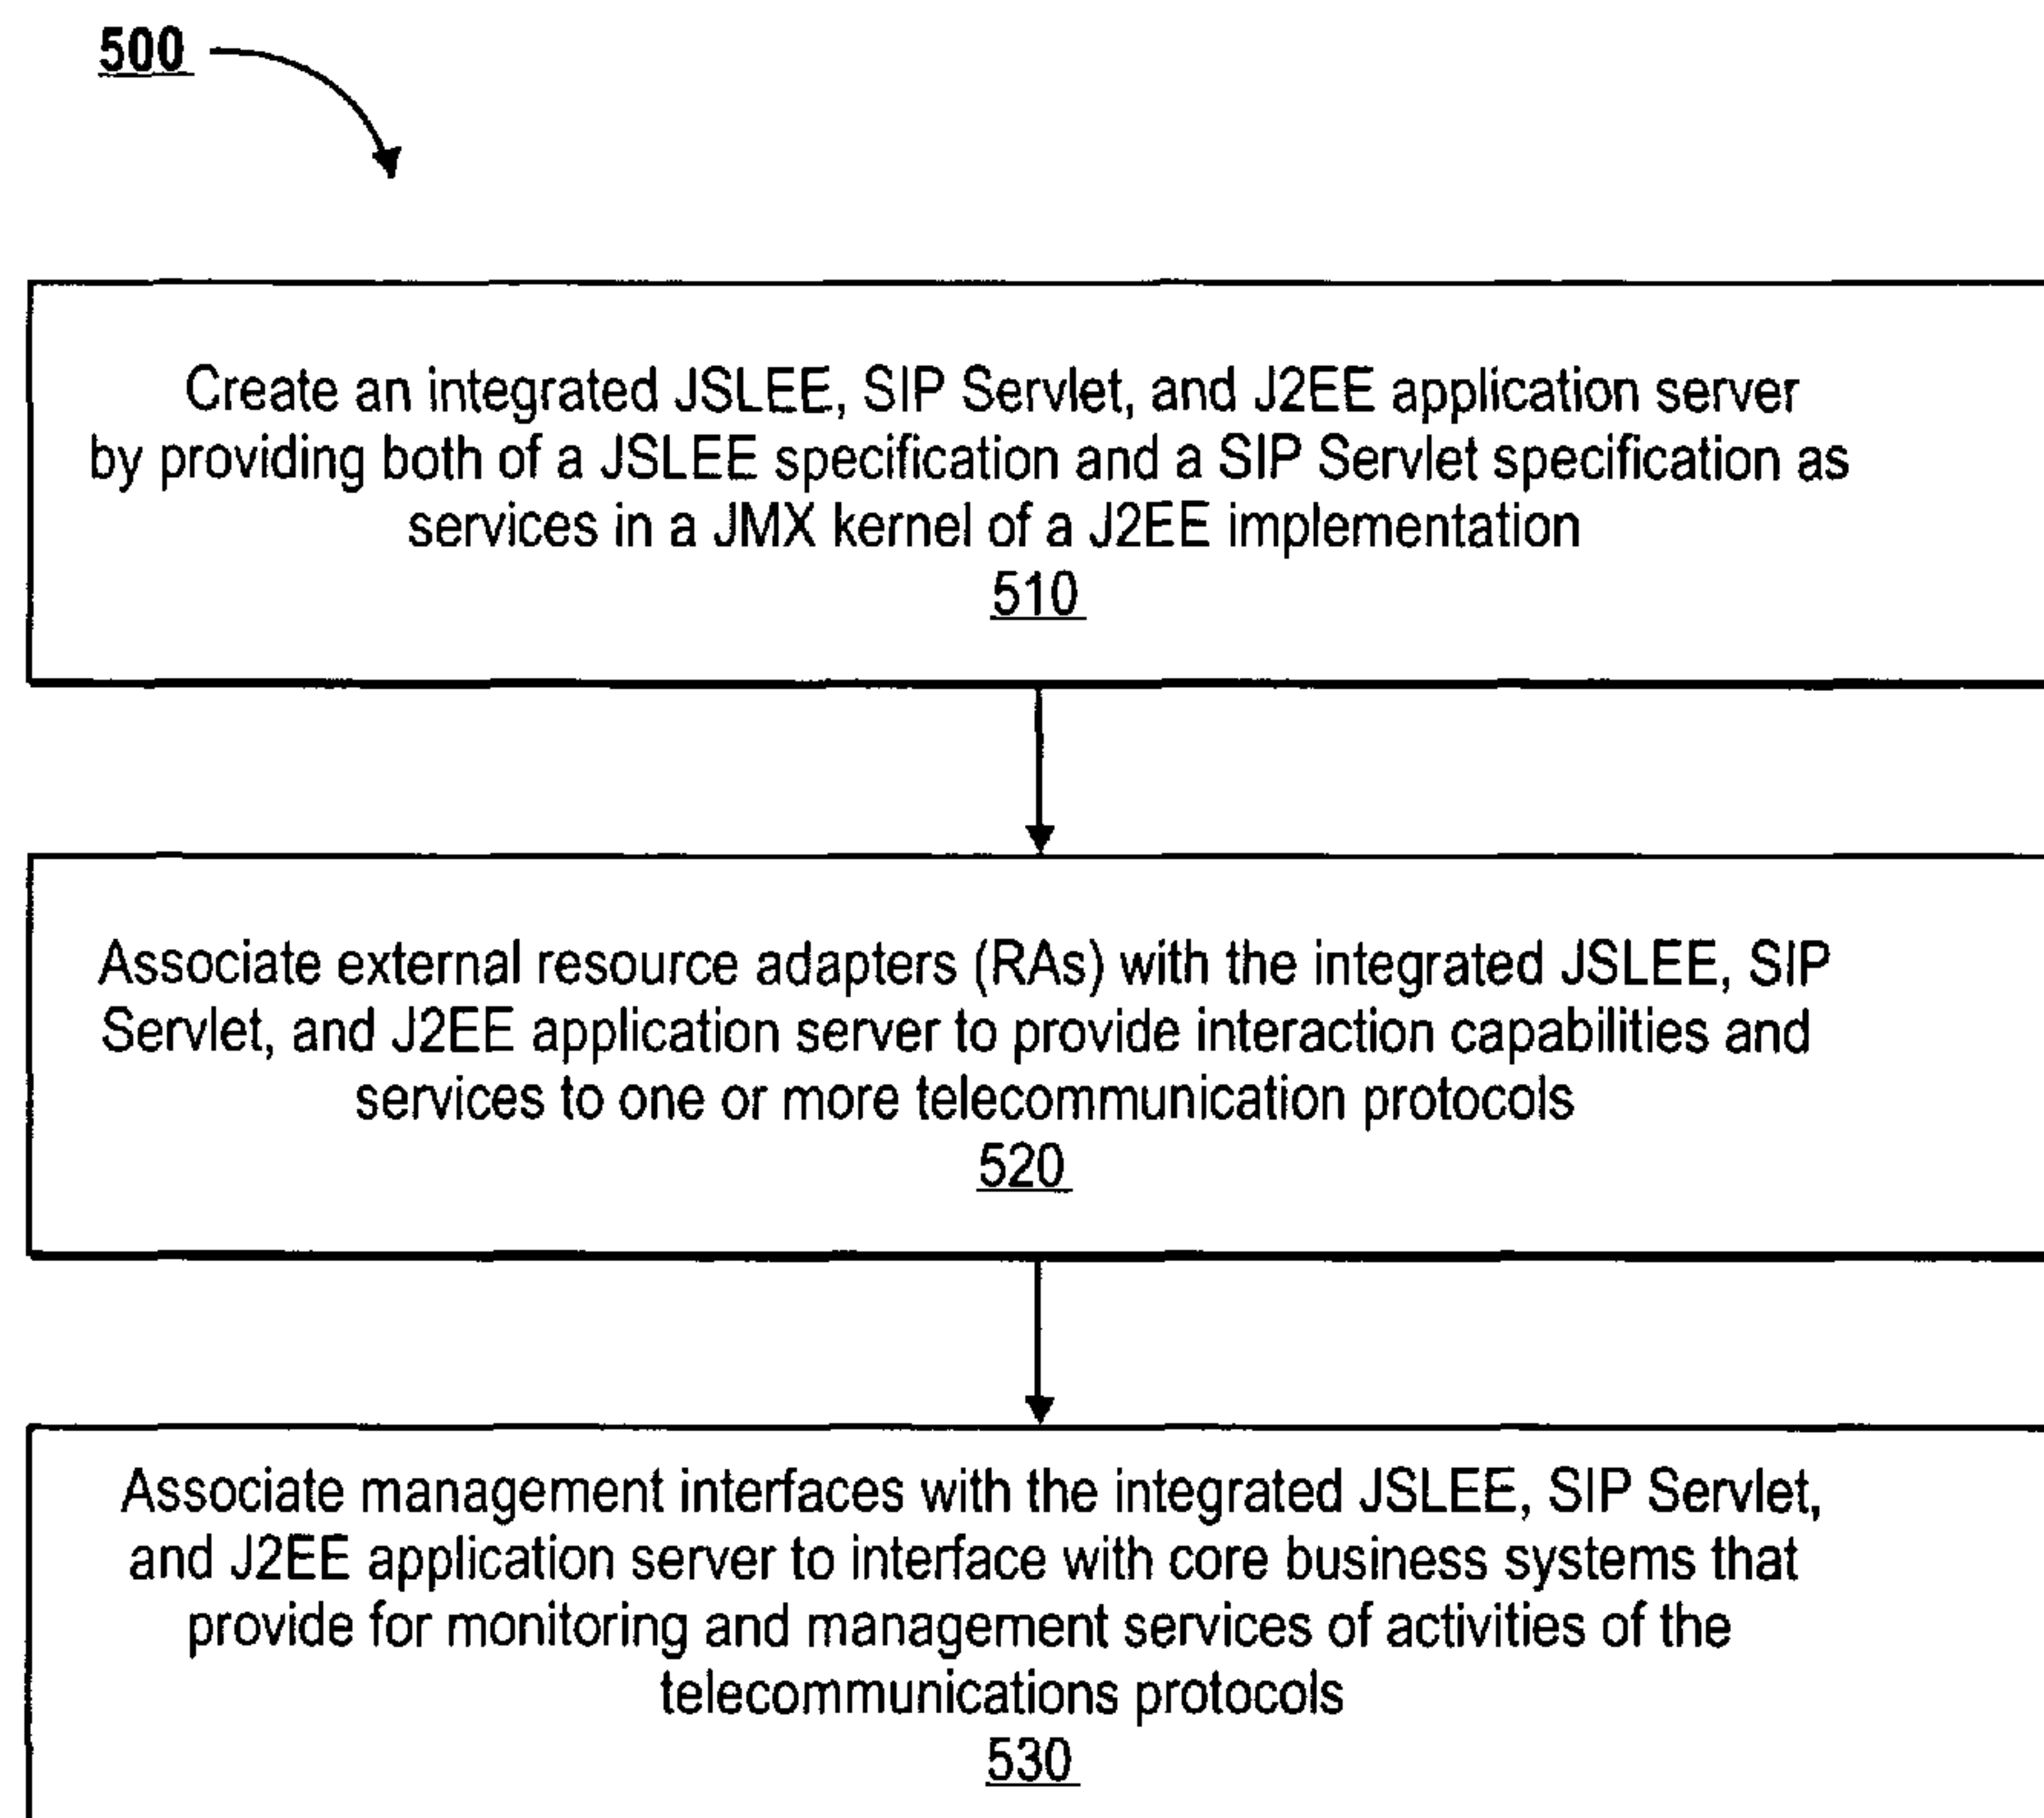 500
Create an integrated JSLEE, SIP Servlet, and J2EE application server
by providing both of a JSLEE specification and a SIP Servlet specification as
services in a JMX kernel of a J2EE implementation
510
Associate external resource adapters (RAs) with the integrated JSLEE, SIP
Servlet, and J2EE application server to provide interaction capabilities and
services to one or more telecommunication protocols
520
Associate management interfaces with the integrated JSLEE, SIP Servlet,
and J2EE application server to interface with core business systems that
provide for monitoring and management services of activities of the
telecommunications protocols
530